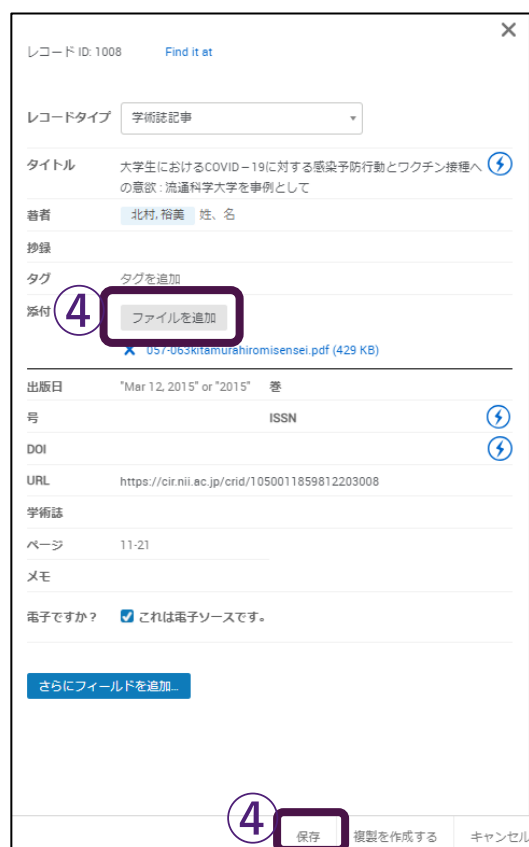 ×
レコード ID: 1008 Find it at
レコードタイプ 学術誌記事
タイトル 大学生におけるCOVID－19に対する感染予防行動とワクチン接種へ
の意欲 : 流通科学大学を事例として
著者 北村, 裕美 姓、名
抄録
タグ タグを追加
添付 ④ ファイルを追加
X 057-063kitamurahiromisensei.pdf (429 KB)
出版日 "Mar 12, 2015" or "2015" 巻
号 ISSN
DOI
URL https://cir.nii.ac.jp/crid/1050011859812203008
学術誌
ページ 11-21
メモ
電子ですか？ これは電子ソースです。
さらにフィールドを追加...
④ 保存 複製を作成する キャンセル